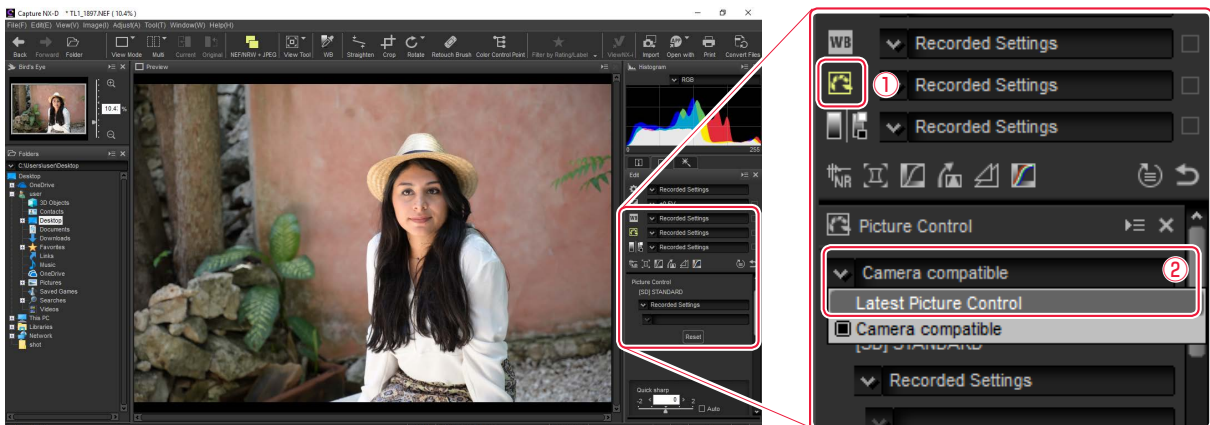 Capture NX-D * TL1_1897.NEF ( 10.4% )
File(F) Edit(E) View(V) Image(I) Adjust(A) Tool(T) Window(W) Help(H)
Back Forward Folder View Mode Multi Current Original NEF/NRW + JPEG View Tool WB Straighten Crop Rotate Retouch Brush Color Control Point Filter by Rating/Label ViewNX-i Import Open with Print Convert Files
Bird's Eye
10.4 %
Folders
C:\Users\user\Desktop
Desktop
OneDrive
user
3D Objects
Contacts
Desktop
Documents
Downloads
Favorites
Links
Music
OneDrive
Pictures
Saved Games
Searches
Videos
This PC
Libraries
Network
shot
Preview
Histogram
RGB
0 255
Edit
Recorded Settings
±0 EV
WB Recorded Settings
Recorded Settings
Recorded Settings
NR
Picture Control
[SD] STANDARD
Recorded Settings
Reset
Quick sharp
-2 0 2
Auto
WB Recorded Settings
① Recorded Settings
Recorded Settings
NR
Picture Control
Camera compatible ②
Latest Picture Control
Camera compatible
[SD] STANDARD
Recorded Settings